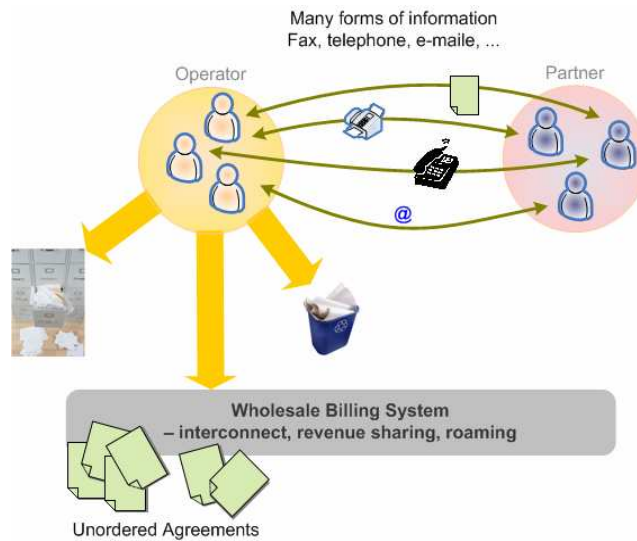 Many forms of information
Fax, telephone, e-maile, ...
Operator
Partner
@
Wholesale Billing System
– interconnect, revenue sharing, roaming
Unordered Agreements